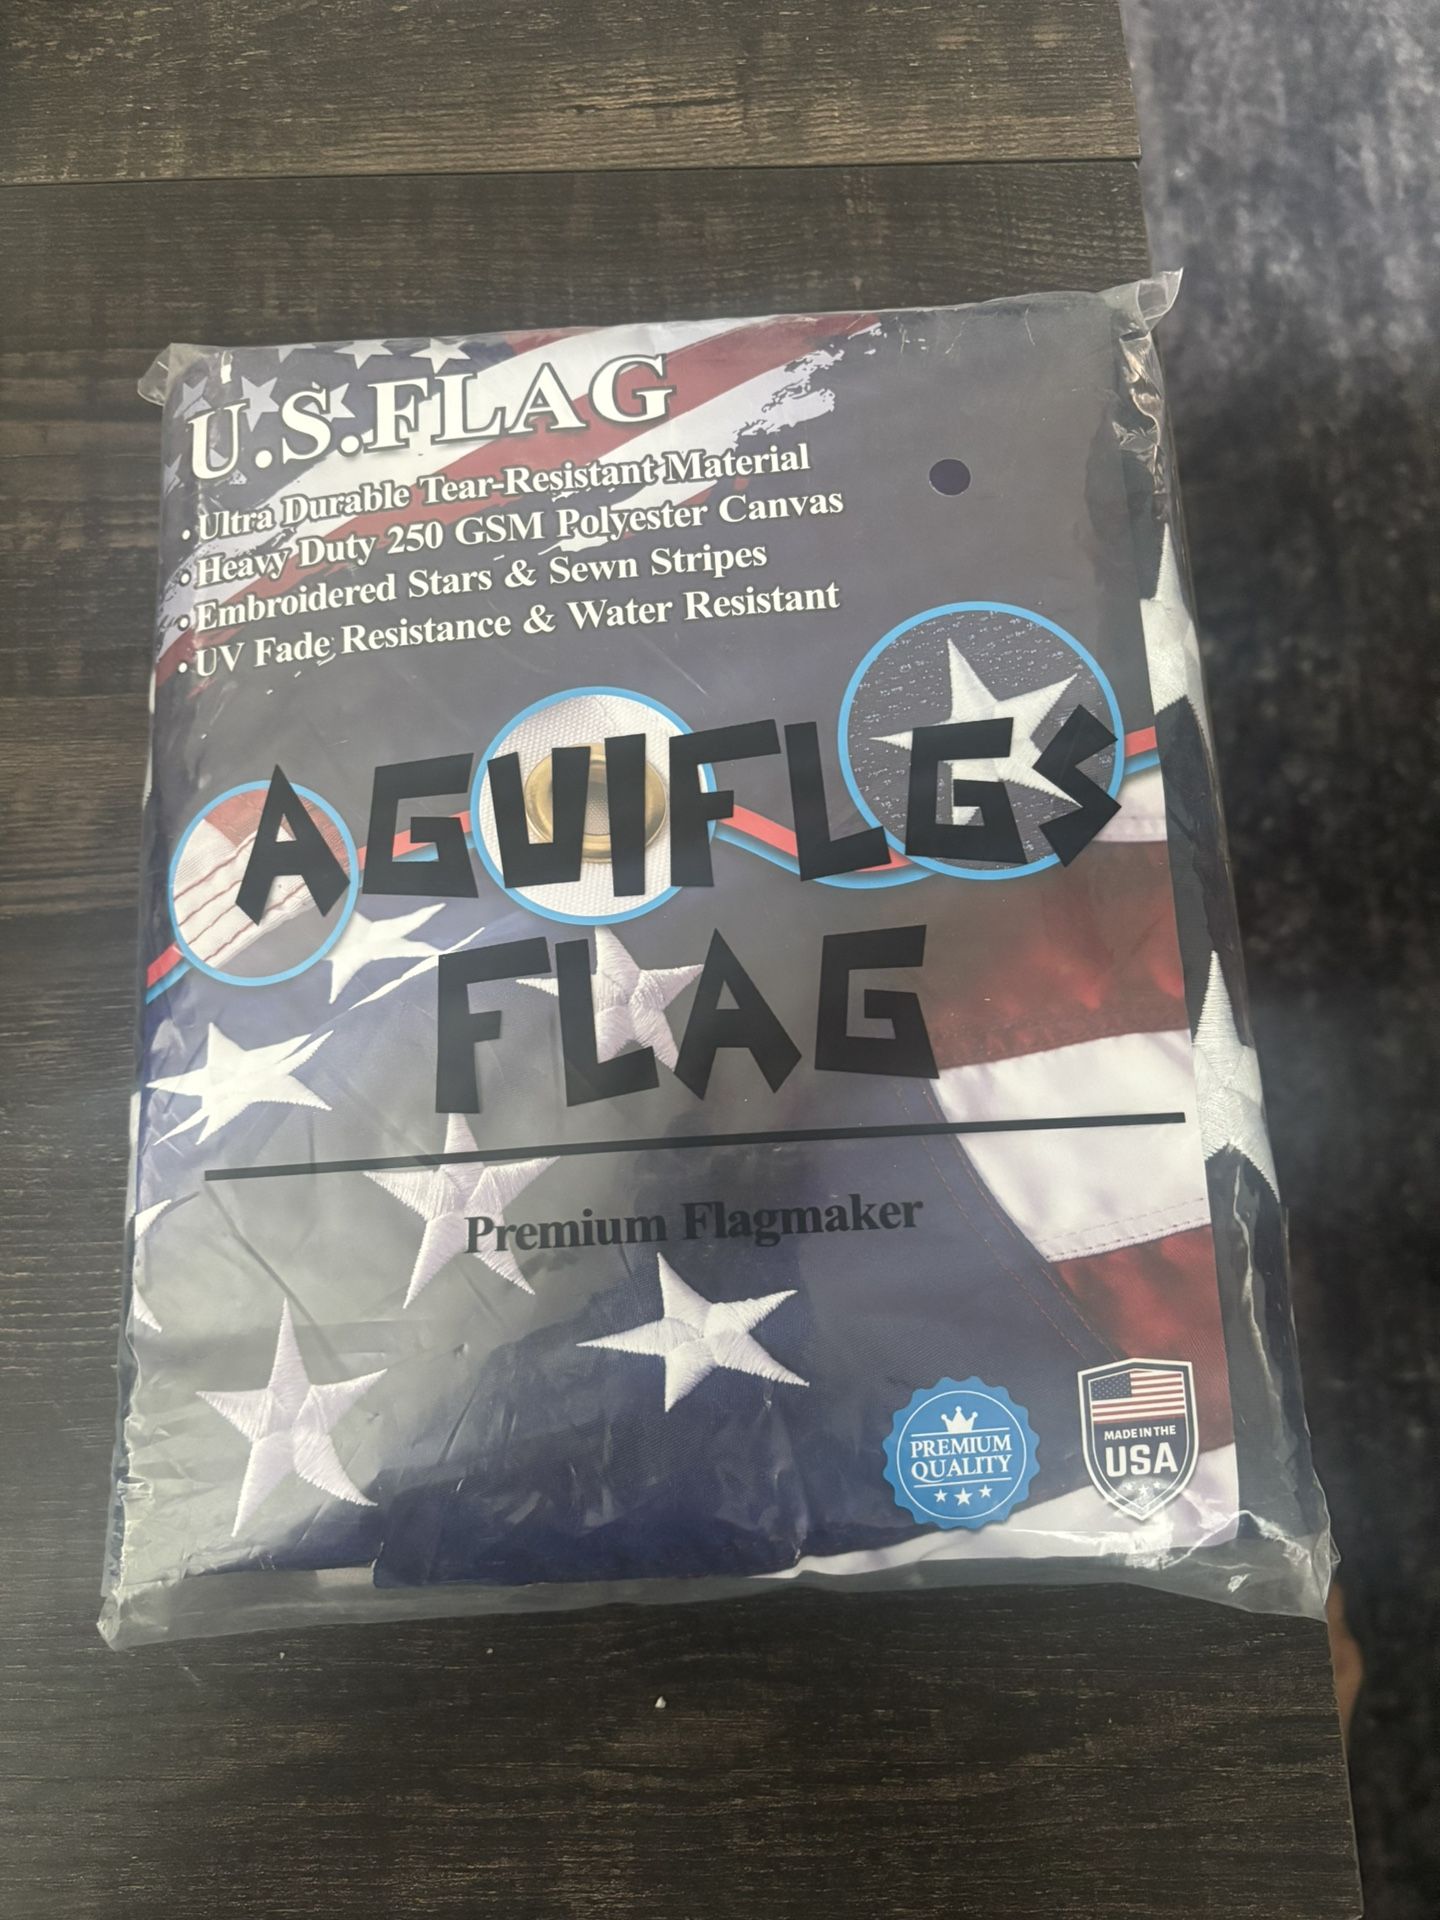 U.S.FLAG
• Ultra Durable Tear-Resistant Material
• Heavy Duty 250 GSM Polyester Canvas
• Embroidered Stars & Sewn Stripes
• UV Fade Resistance & Water Resistant
AGUIFLGS
FLAG
Premium Flagmaker
PREMIUM
QUALITY
MADE IN THE
USA